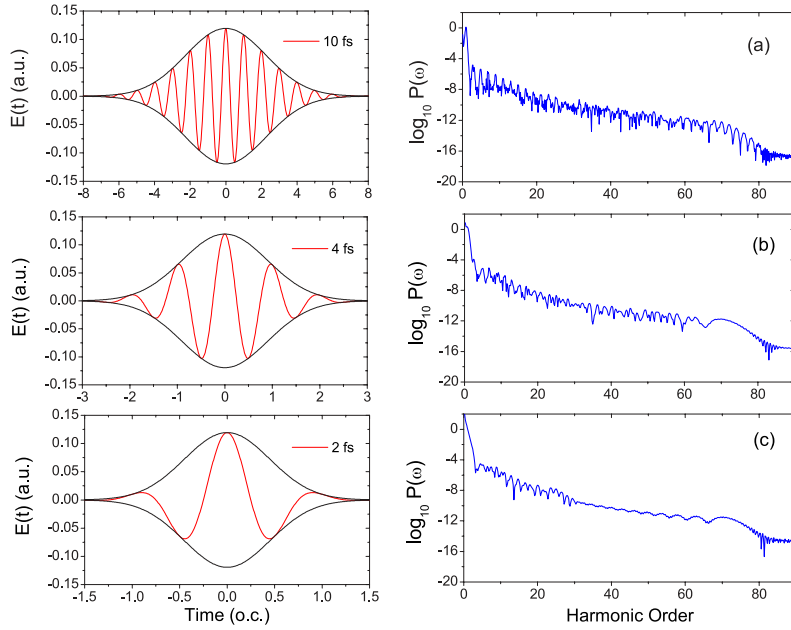 0.15
0.10
0.05
0.00
-0.05
-0.10
-0.15
E(t) (a.u.)
10 fs
-8 -6 -4 -2 0 2 4 6 8
0
-4
-8
-12
-16
-20
log₁₀ P(ω)
(a)
0 20 40 60 80
0.15
0.10
0.05
0.00
-0.05
-0.10
-0.15
E(t) (a.u.)
4 fs
-3 -2 -1 0 1 2 3
0
-4
-8
-12
-16
-20
log₁₀ P(ω)
(b)
0 20 40 60 80
0.15
0.10
0.05
0.00
-0.05
-0.10
-0.15
E(t) (a.u.)
2 fs
-1.5 -1.0 -0.5 0.0 0.5 1.0 1.5
Time (o.c.)
0
-4
-8
-12
-16
-20
log₁₀ P(ω)
(c)
0 20 40 60 80
Harmonic Order